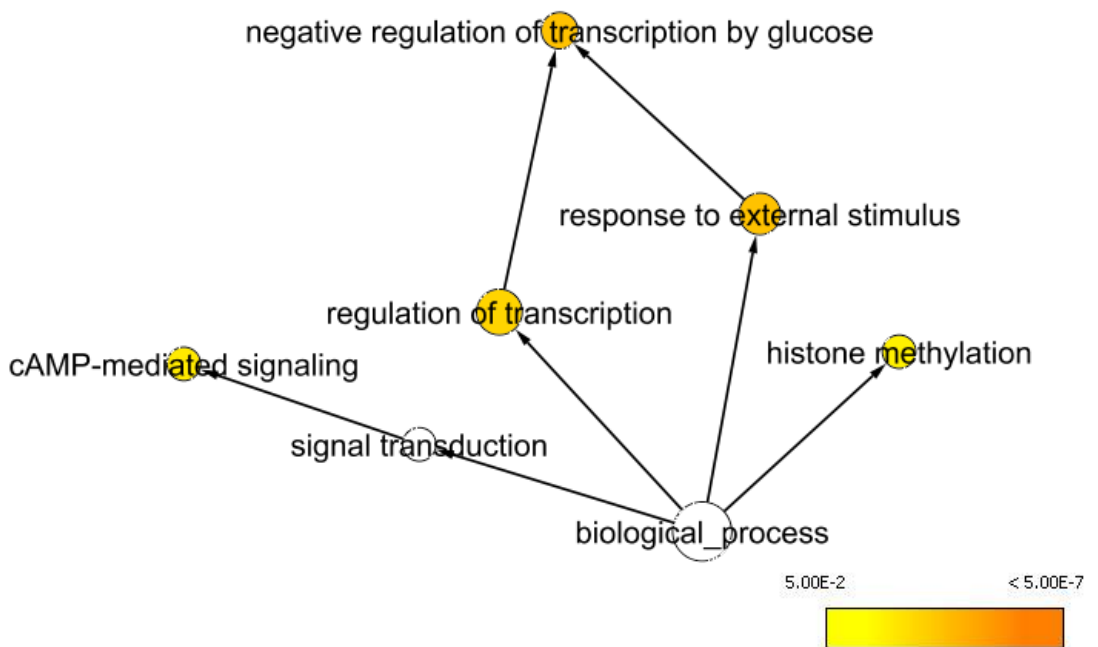 negative regulation of transcription by glucose
response to external stimulus
regulation of transcription
histone methylation
cAMP-mediated signaling
signal transduction
biological_process
5.00E-2
< 5.00E-7